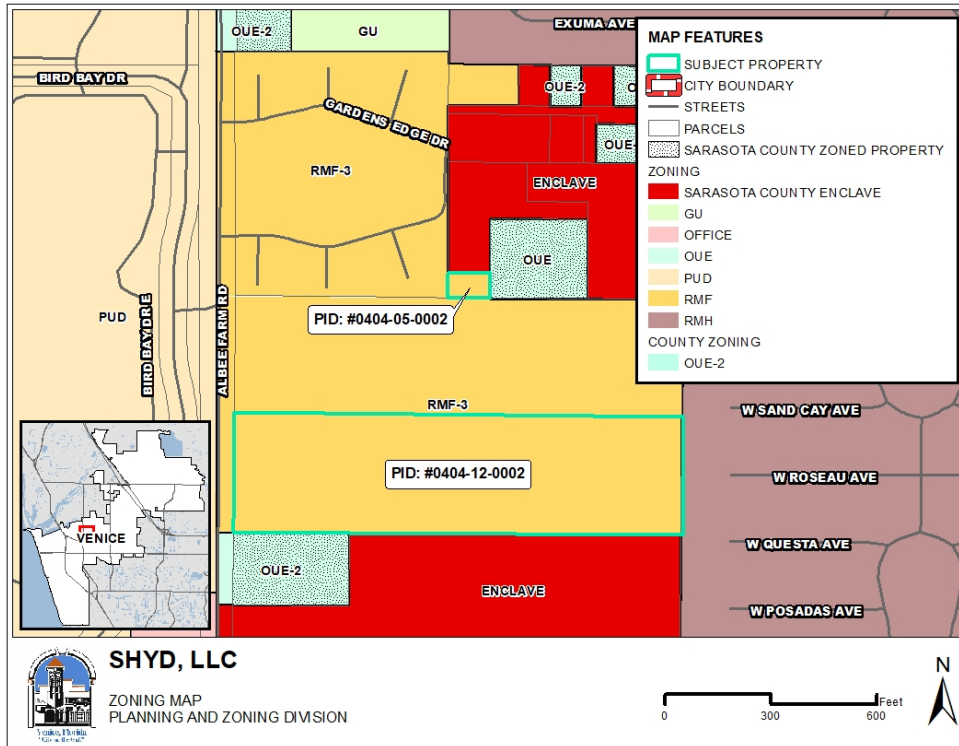 OUE-2
GU
EXUMA AVE
BIRD BAY DR
GARDENS EDGE DR
OUE-2
RMF-3
ENCLAVE
OUE
PID: #0404-05-0002
PUD
BIRD BAY DR E
ALBEE FARM RD
RMF-3
PID: #0404-12-0002
W SAND CAY AVE
W ROSEAU AVE
W QUESTA AVE
W POSADAS AVE
OUE-2
ENCLAVE
VENICE
MAP FEATURES
SUBJECT PROPERTY
CITY BOUNDARY
STREETS
PARCELS
SARASOTA COUNTY ZONED PROPERTY
ZONING
SARASOTA COUNTY ENCLAVE
GU
OFFICE
OUE
PUD
RMF
RMH
COUNTY ZONING
OUE-2
SHYD, LLC
ZONING MAP
PLANNING AND ZONING DIVISION
Venice, Florida
0 300 600 Feet
N